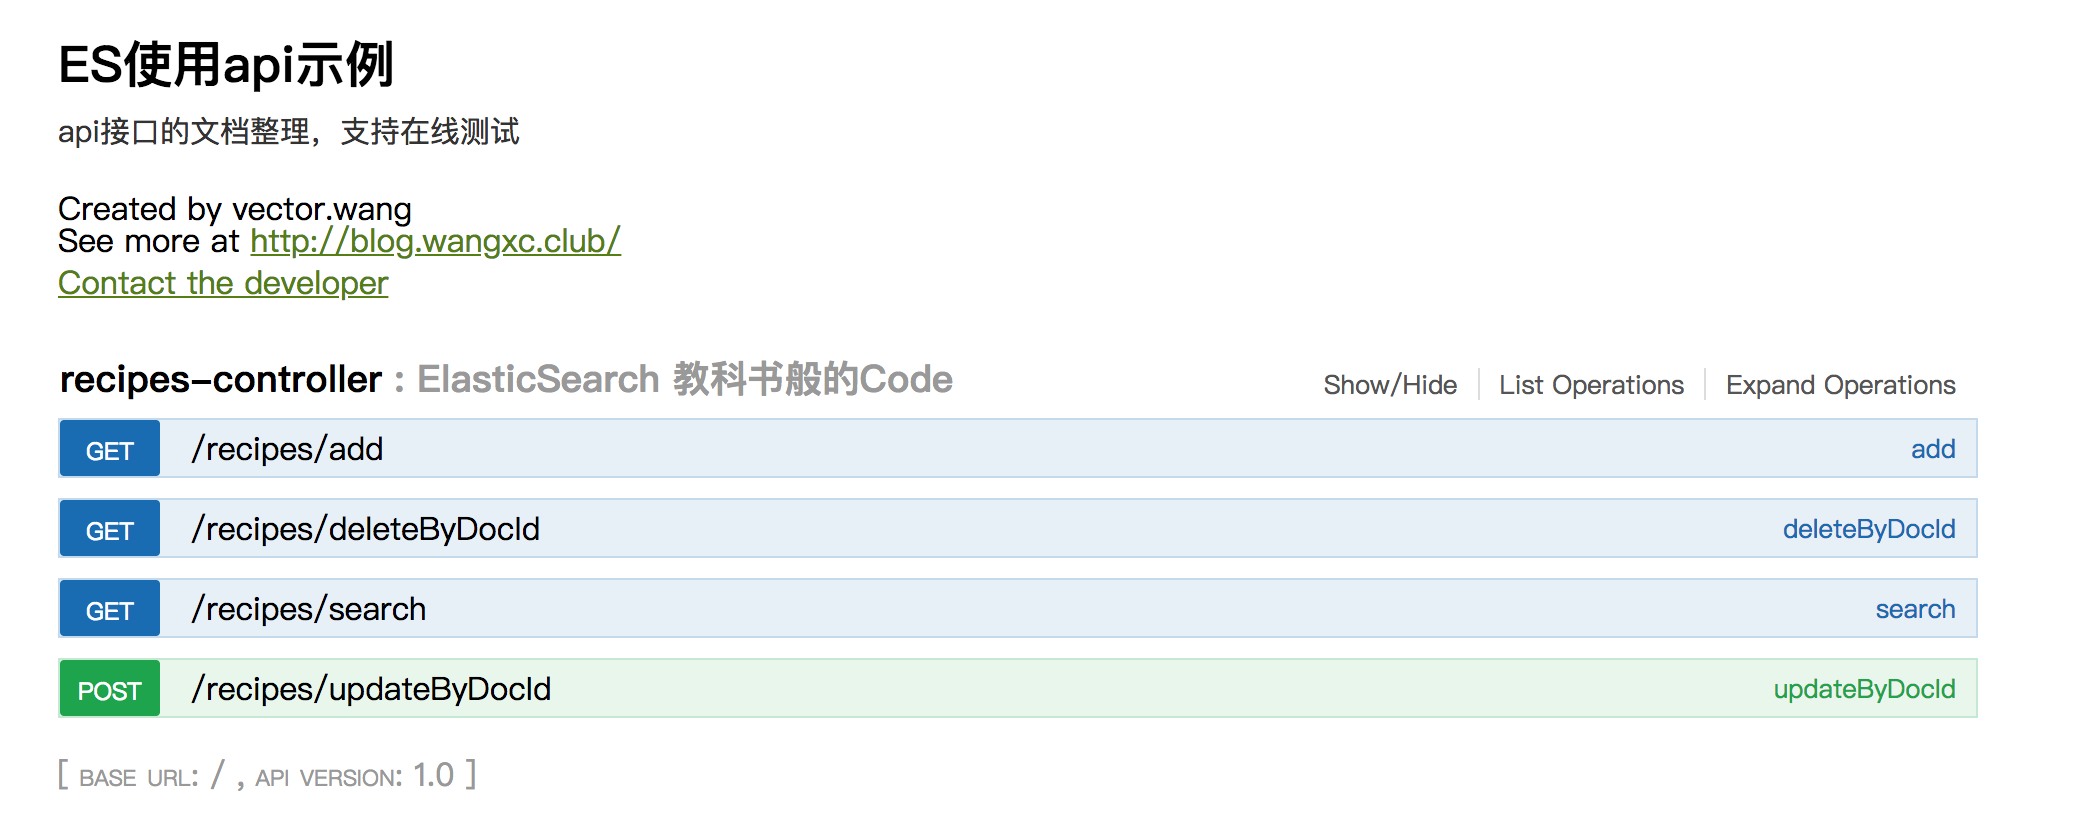 ES使用api示例
api接口的文档整理，支持在线测试
Created by vector.wang
See more at http://blog.wangxc.club/
Contact the developer
recipes-controller : ElasticSearch 教科书般的Code
Show/Hide List Operations Expand Operations
GET /recipes/add add
GET /recipes/deleteByDocId deleteByDocId
GET /recipes/search search
POST /recipes/updateByDocId updateByDocId
[ BASE URL: / , API VERSION: 1.0 ]